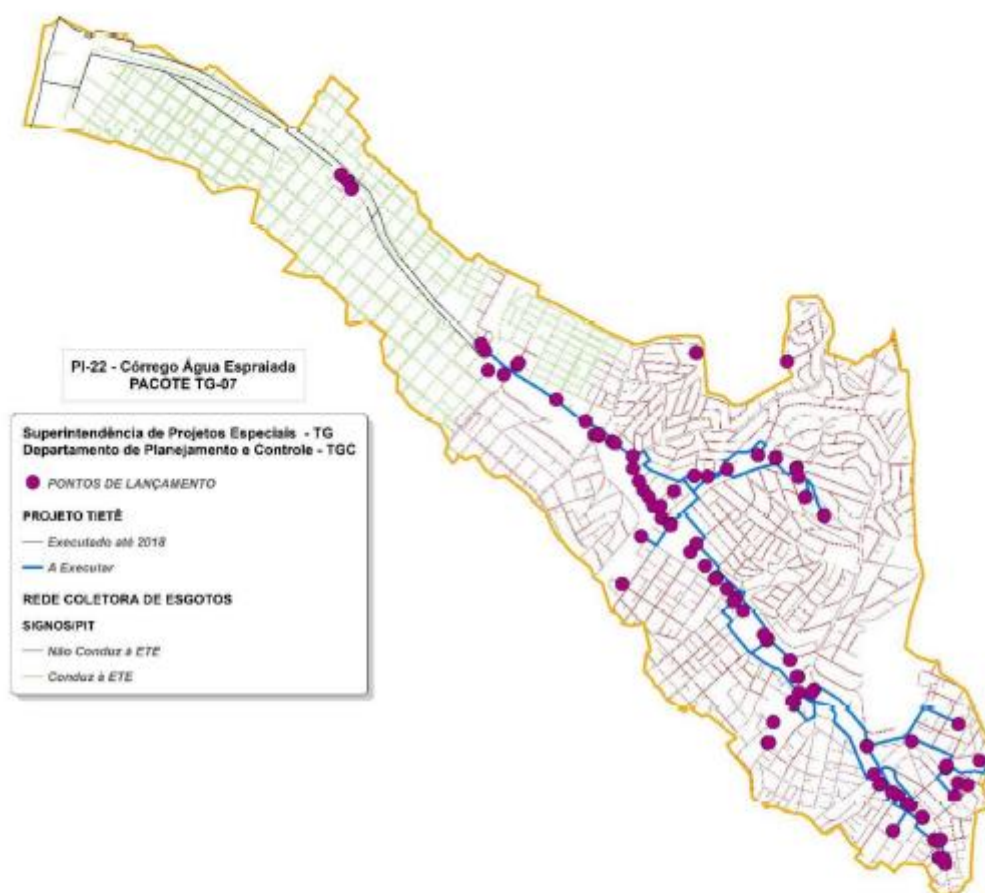 PI-22 - Córrego Água Espraiada
PACOTE TG-07
Superintendência de Projetos Especiais - TG
Departamento de Planejamento e Controle - TGC
PONTOS DE LANÇAMENTO
PROJETO TIETÊ
Executado até 2018
A Executar
REDE COLETORA DE ESGOTOS
SIGNOS/PIT
Não Conduz à ETE
Conduz à ETE